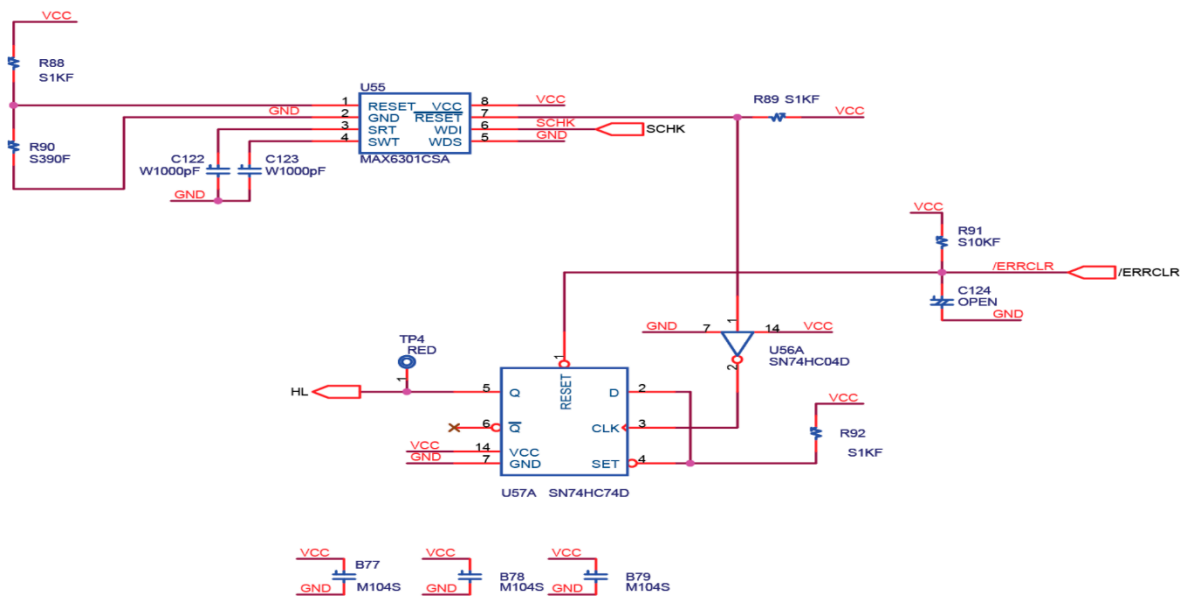 VCC
R88
S1KF
R90
S390F
GND
U55
1 RESET VCC 8 VCC
2 GND RESET 7
3 SRT WDI 6 SCHK
4 SWT WDS 5 GND
MAX6301CSA
SCHK
R89 S1KF
VCC
C122
W1000pF
C123
W1000pF
GND
VCC
R91
S10KF
/ERRCLR
/ERRCLR
C124
OPEN
GND
GND 7 1 14 VCC
2
U56A
SN74HC04D
TP4
RED
1
HL
1
RESET
5 Q D 2
6 Q CLK 3
VCC 14 VCC
GND 7 GND SET 4
U57A SN74HC74D
VCC
R92
S1KF
VCC
B77
GND
M104S
VCC
B78
GND
M104S
VCC
B79
GND
M104S